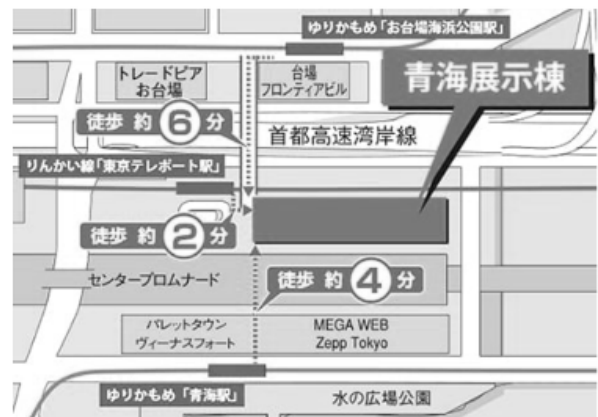 ゆりかもめ「お台場海浜公園駅」
トレードピア
お台場
台場
フロンティアビル
青海展示棟
徒歩 約6分
首都高速湾岸線
りんかい線「東京テレポート駅」
徒歩 約2分
センタープロムナード
徒歩 約4分
パレットタウン
ヴィーナスフォート
MEGA WEB
Zepp Tokyo
ゆりかもめ「青海駅」
水の広場公園